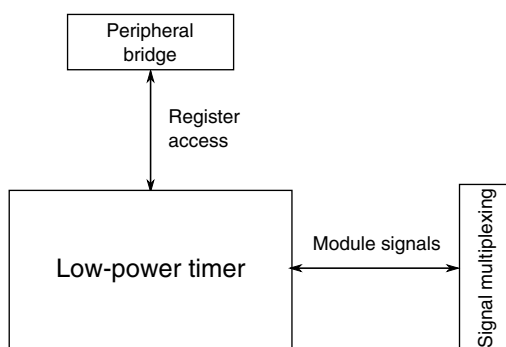 Peripheral
bridge
Register
access
Low-power timer
Module signals
Signal multiplexing